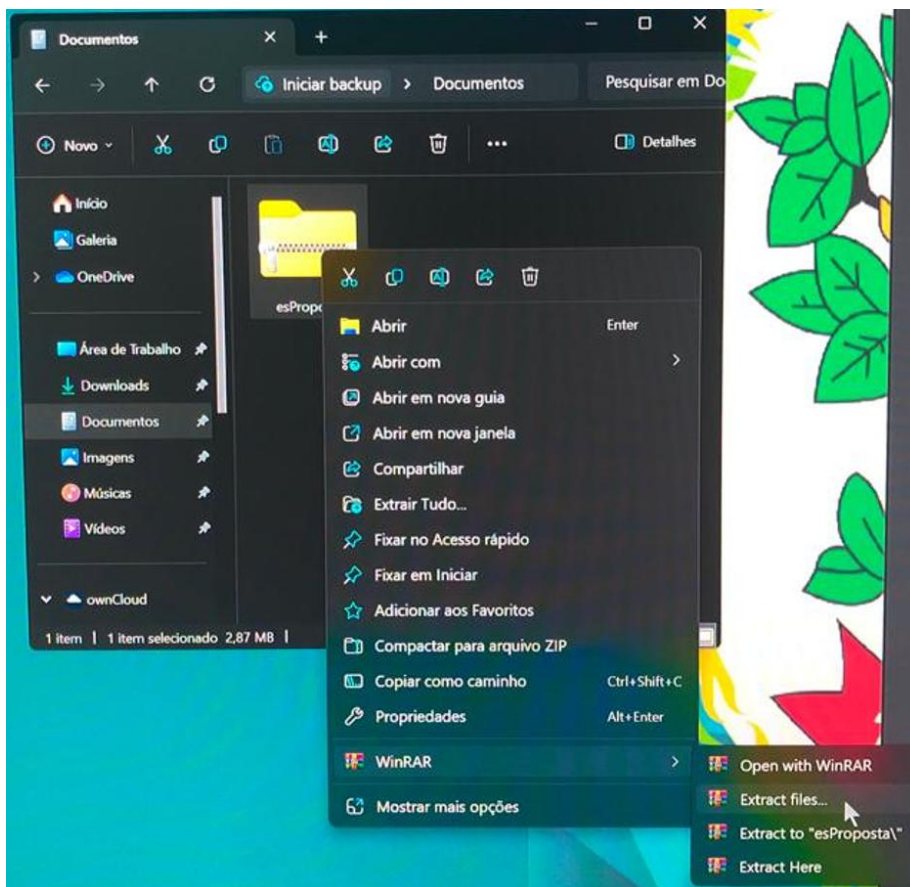 Documentos
Iniciar backup > Documentos
Pesquisar em Do
Novo
Detalhes
Início
Galeria
OneDrive
Área de Trabalho
Downloads
Documentos
Imagens
Músicas
Vídeos
ownCloud
1 item | 1 item selecionado 2,87 MB |
esPropo
Abrir Enter
Abrir com
Abrir em nova guia
Abrir em nova janela
Compartilhar
Extrair Tudo...
Fixar no Acesso rápido
Fixar em Iniciar
Adicionar aos Favoritos
Compactar para arquivo ZIP
Copiar como caminho Ctrl+Shift+C
Propriedades Alt+Enter
WinRAR
Mostrar mais opções
Open with WinRAR
Extract files...
Extract to "esProposta\"
Extract Here